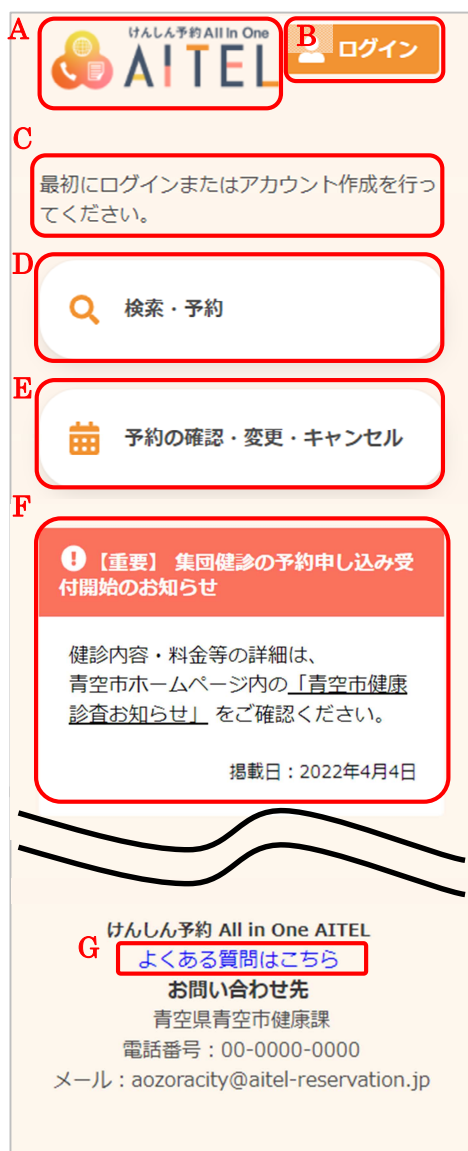 A
けんしん予約 All In One
AITEL
B
ログイン
C
最初にログインまたはアカウント作成を行っ
てください。
D
検索・予約
E
予約の確認・変更・キャンセル
F
【重要】 集団健診の予約申し込み受
付開始のお知らせ
健診内容・料金等の詳細は、
青空市ホームページ内の「青空市健康
診査お知らせ」 をご確認ください。
掲載日：2022年4月4日
けんしん予約 All in One AITEL
G
よくある質問はこちら
お問い合わせ先
青空県青空市健康課
電話番号：00-0000-0000
メール：aozoracity@aitel-reservation.jp